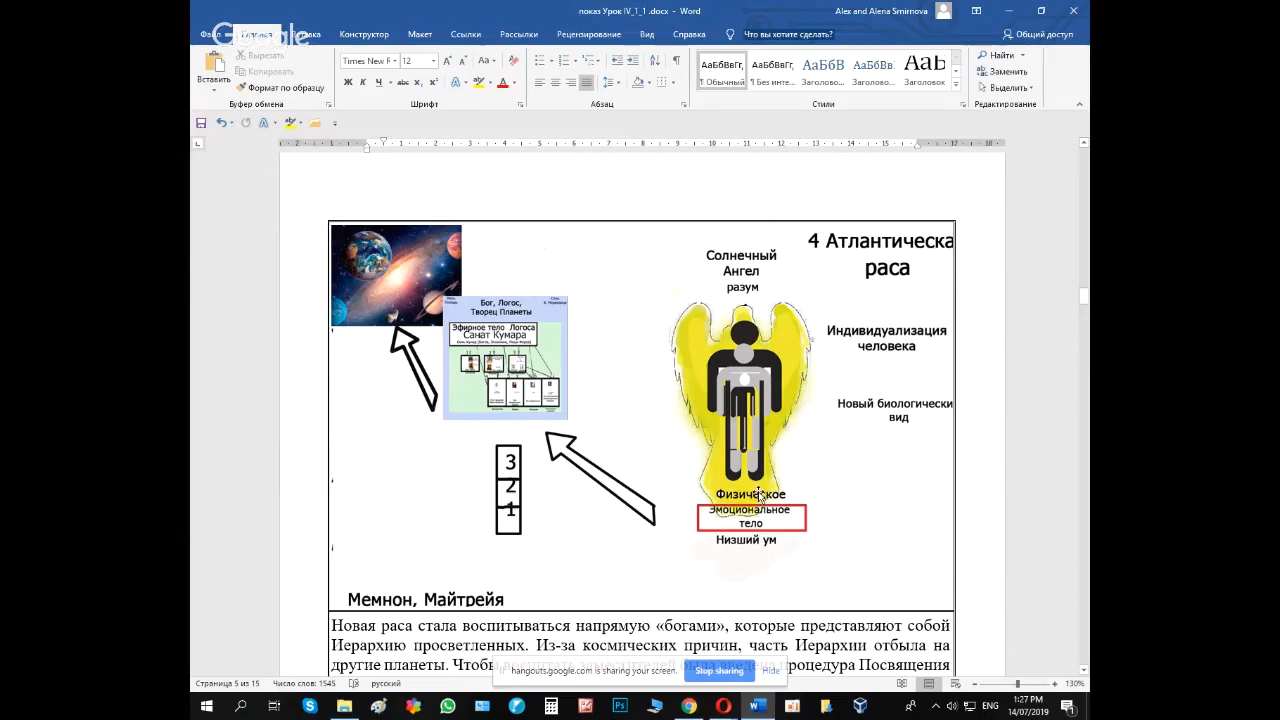 показ Урок IV_1_1 .docx - Word
Alex and Alena Smirnova
Google
Файл Главная Вставка Конструктор Макет Ссылки Рассылки Рецензирование Вид Справка Что вы хотите сделать? Общий доступ
Вставить
Вырезать
Копировать
Формат по образцу
Буфер обмена
Times New R 12
Ж К Ч abc
Шрифт
Абзац
АаБбВвГг, АаБбВвГг, АаБбВ АаБбВв АаБбІ
¶ Обычный ¶ Без инте... Заголово... Заголово... Заголово...
Стили
Найти
Заменить
Выделить
Редактирование
4 Атлантическа
раса
Солнечный
Ангел
разум
Бог, Логос,
Творец Планеты
Эфирное тело Логоса
Санат Кумара
Индивидуализация
человека
Новый биологически
вид
3
2
1
Физическое
Эмоциональное
тело
Низший ум
Мемнон, Майтрейя
Новая раса стала воспитываться напрямую «богами», которые представляют собой
Иерархию просветленных. Из-за космических причин, часть Иерархии отбыла на
другие планеты. Чтобы процедура Посвящения
hangouts.google.com is sharing your screen. Stop sharing Hide
Страница 5 из 15 Число слов: 1545 русский 130%
ENG 1:27 PM
14/07/2019